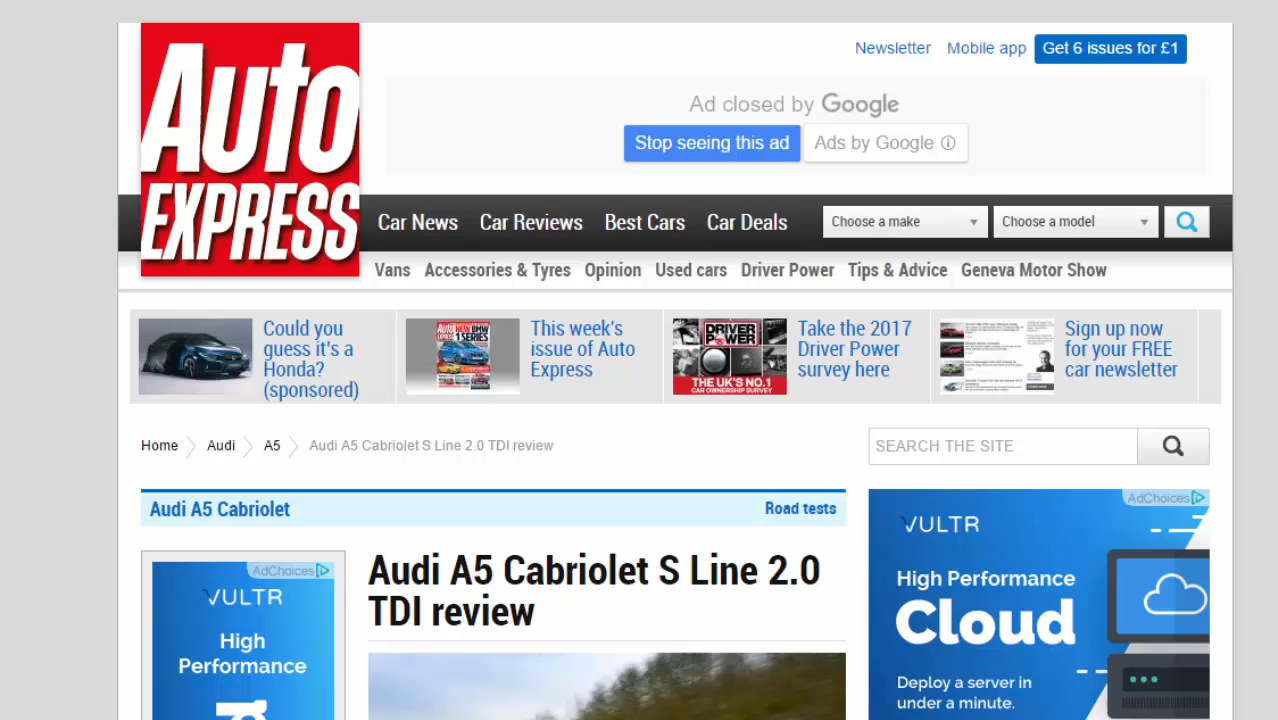 Auto
EXPRESS
Newsletter
Mobile app
Get 6 issues for £1
Ad closed by Google
Stop seeing this ad
Ads by Google
Car News
Car Reviews
Best Cars
Car Deals
Choose a make
Choose a model
Vans
Accessories & Tyres
Opinion
Used cars
Driver Power
Tips & Advice
Geneva Motor Show
Could you
guess it's a
Honda?
(sponsored)
This week's
issue of Auto
Express
DRIVER
POWER
THE UK'S NO.1
CAR OWNERSHIP SURVEY
Take the 2017
Driver Power
survey here
Sign up now
for your FREE
car newsletter
Home
Audi
A5
Audi A5 Cabriolet S Line 2.0 TDI review
SEARCH THE SITE
Audi A5 Cabriolet
Road tests
AdChoices
VULTR
High
Performance
Audi A5 Cabriolet S Line 2.0
TDI review
AdChoices
VULTR
High Performance
Cloud
Deploy a server in
under a minute.